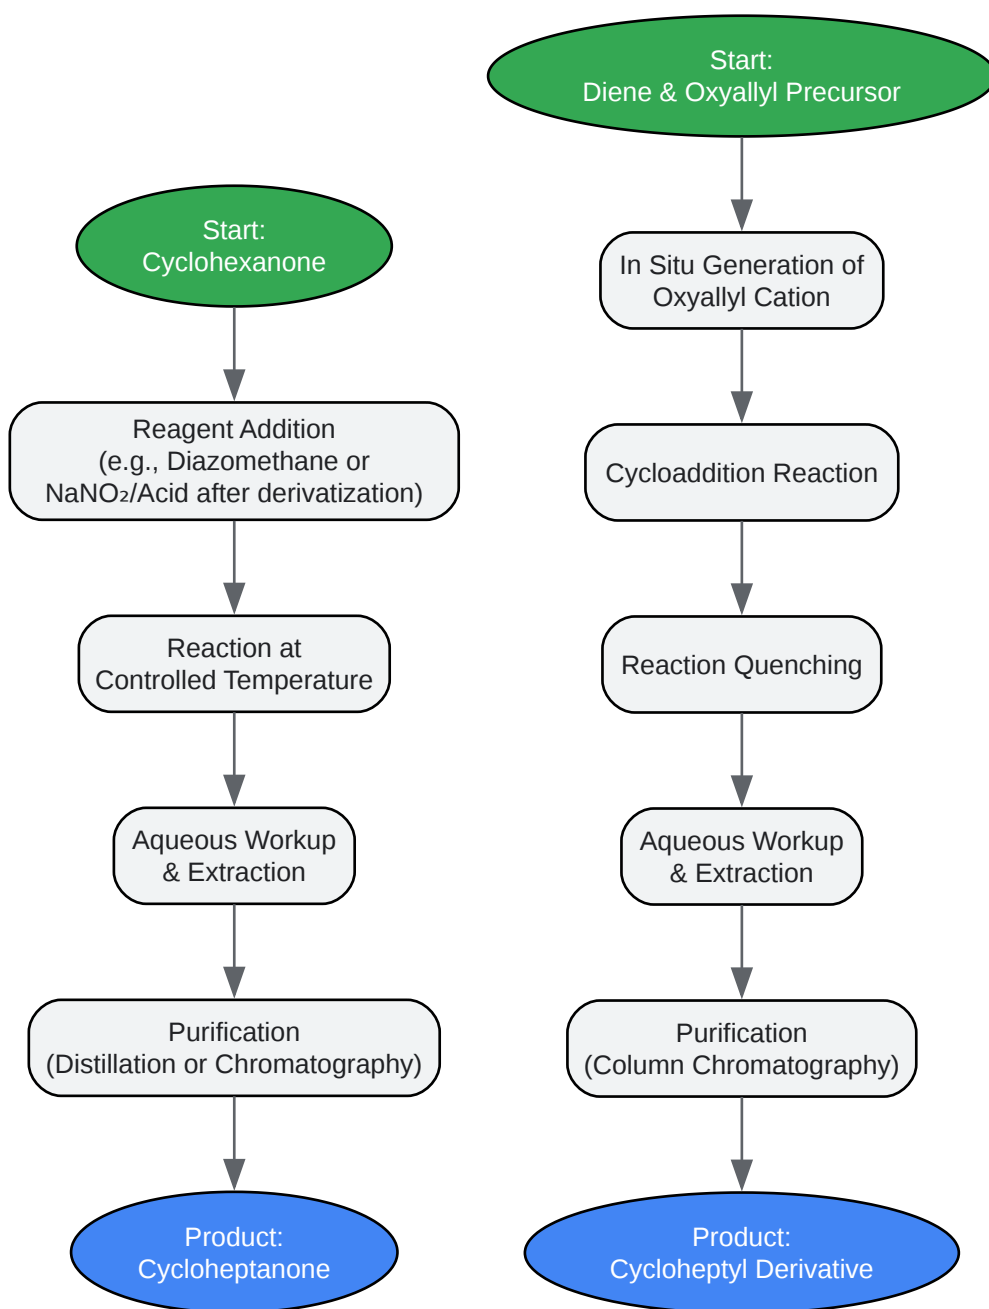 Start:
Cyclohexanone
Reagent Addition
(e.g., Diazomethane or
NaNO₂/Acid after derivatization)
Reaction at
Controlled Temperature
Aqueous Workup
& Extraction
Purification
(Distillation or Chromatography)
Product:
Cycloheptanone
Start:
Diene & Oxyallyl Precursor
In Situ Generation of
Oxyallyl Cation
Cycloaddition Reaction
Reaction Quenching
Aqueous Workup
& Extraction
Purification
(Column Chromatography)
Product:
Cycloheptyl Derivative